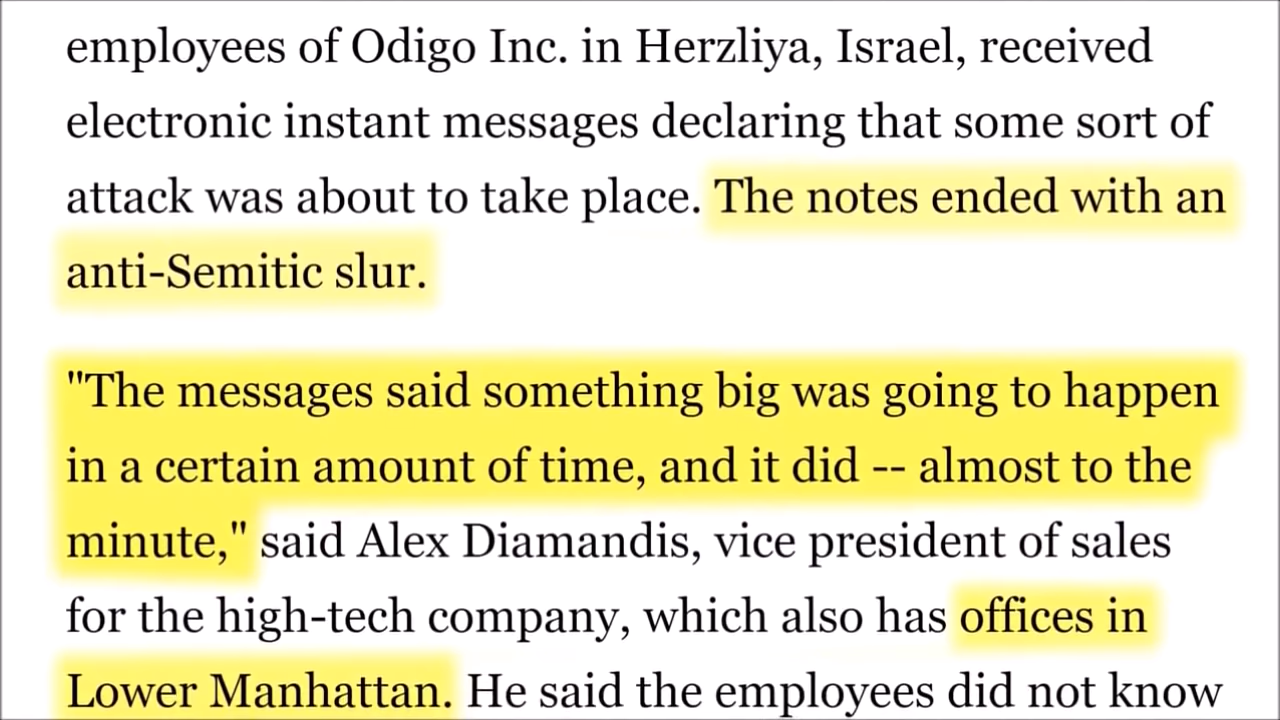 employees of Odigo Inc. in Herzliya, Israel, received
electronic instant messages declaring that some sort of
attack was about to take place. The notes ended with an
anti-Semitic slur.
"The messages said something big was going to happen
in a certain amount of time, and it did -- almost to the
minute," said Alex Diamandis, vice president of sales
for the high-tech company, which also has offices in
Lower Manhattan. He said the employees did not know